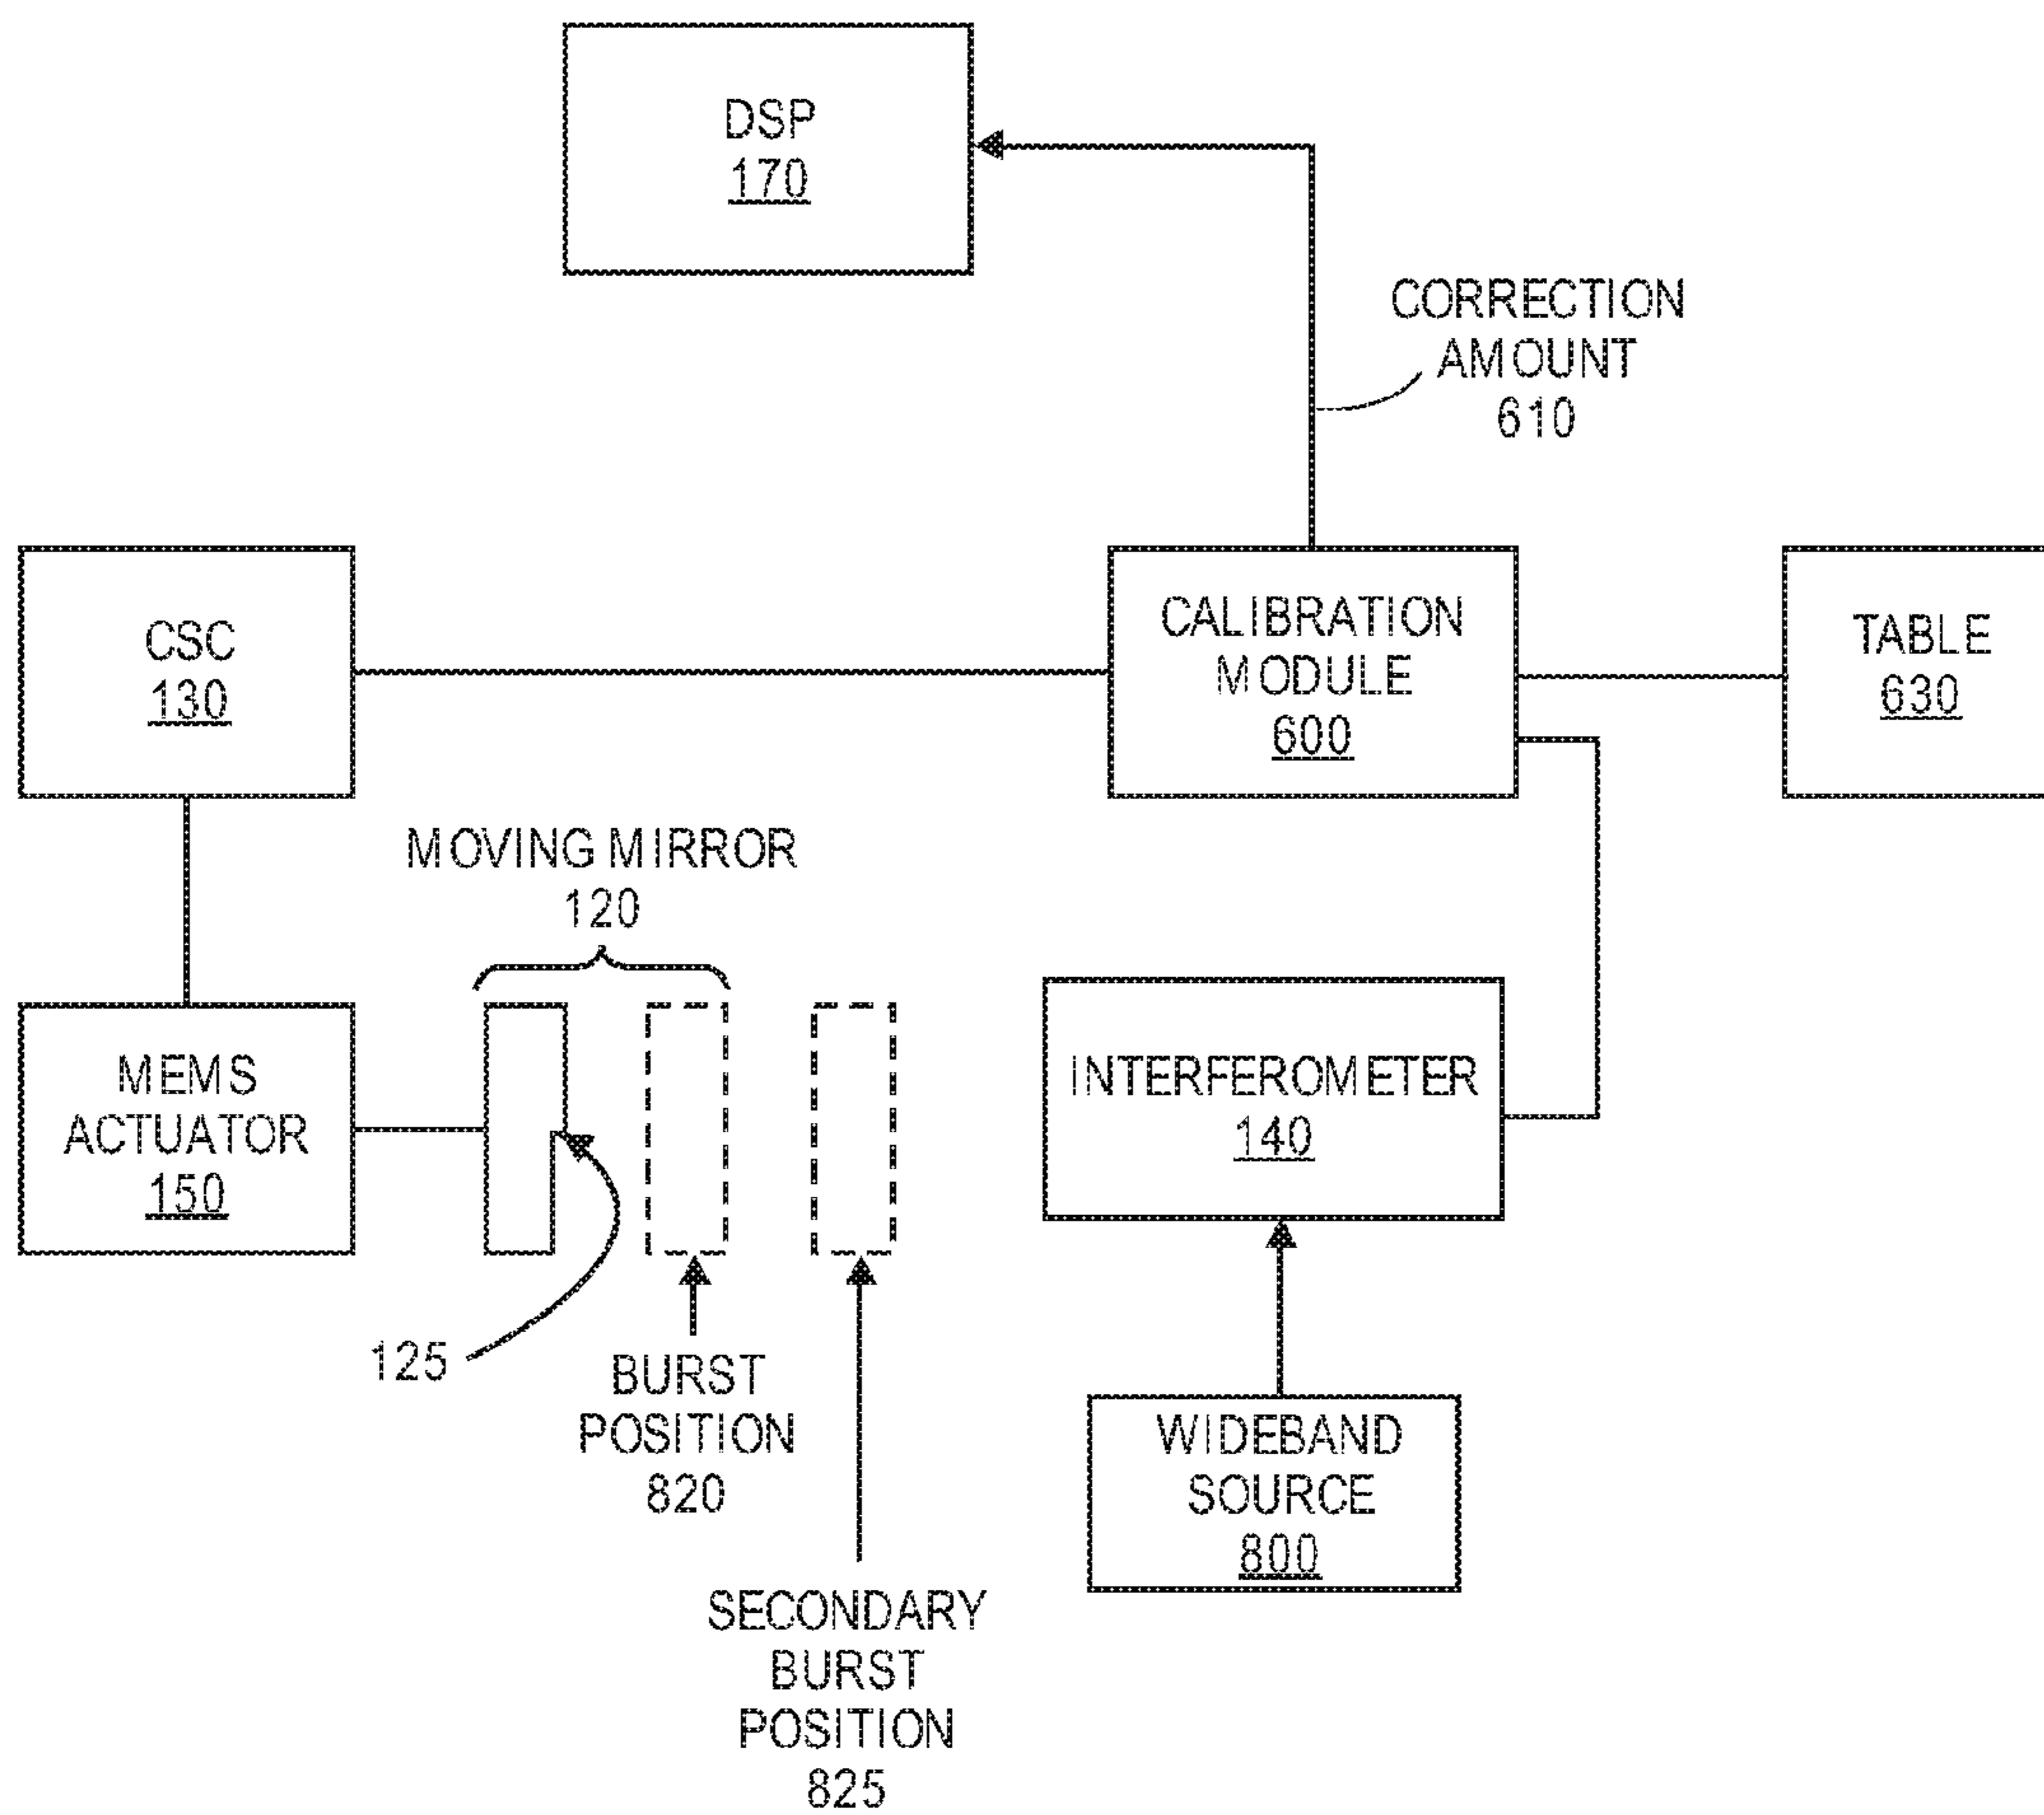 DSP
170
CORRECTION
AMOUNT
610
CSC
130
CALIBRATION
MODULE
600
TABLE
630
MOVING MIRROR
120
MEMS
ACTUATOR
150
INTERFEROMETER
140
125
BURST
POSITION
820
WIDEBAND
SOURCE
800
SECONDARY
BURST
POSITION
825